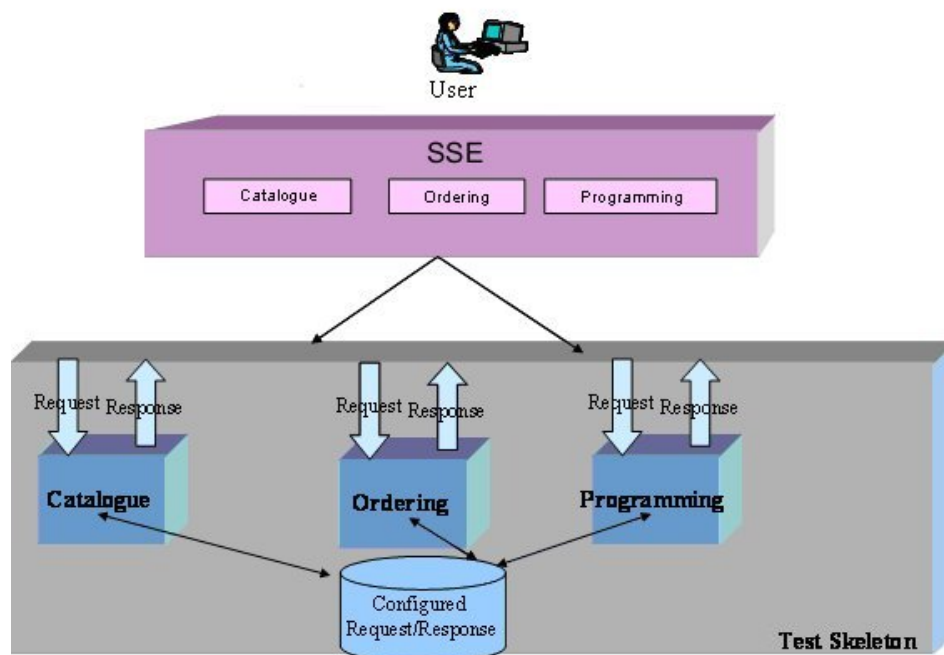 User
SSE
Catalogue
Ordering
Programming
Request
Response
Request
Response
Request
Response
Catalogue
Ordering
Programming
Configured
Request/Response
Test Skeleton